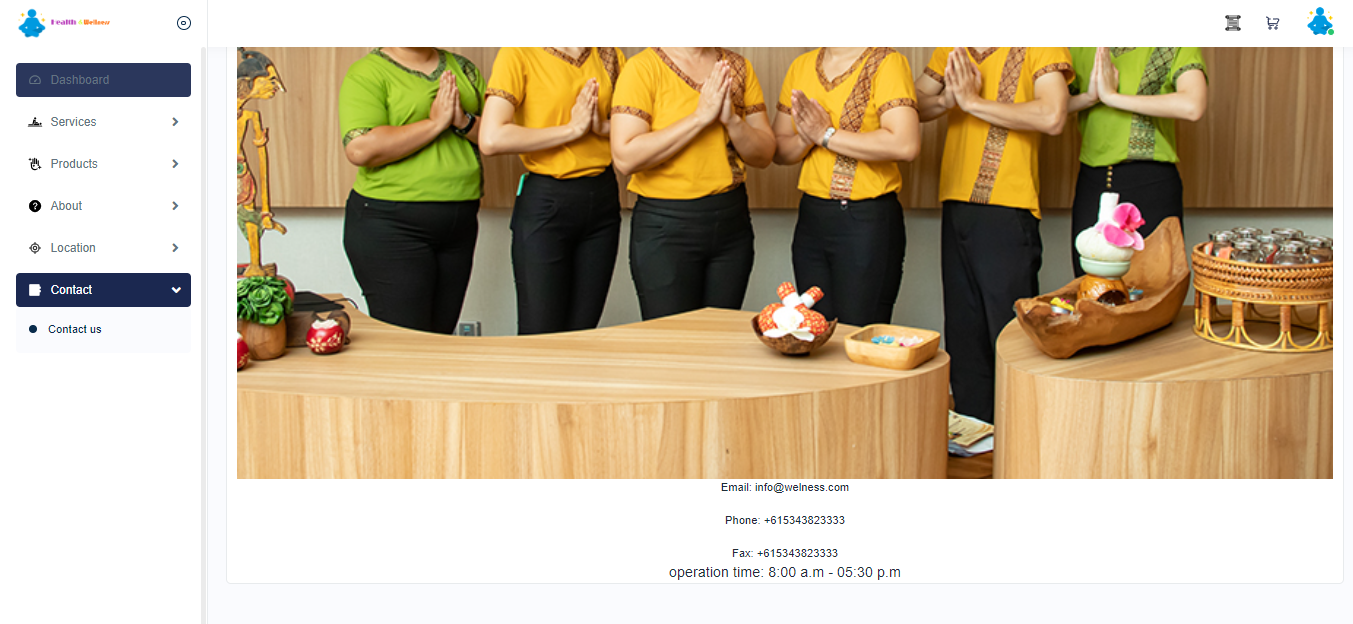 Health & Wellness
Dashboard
Services
Products
About
Location
Contact
Contact us
Email: info@welness.com
Phone: +615343823333
Fax: +615343823333
operation time: 8:00 a.m - 05:30 p.m